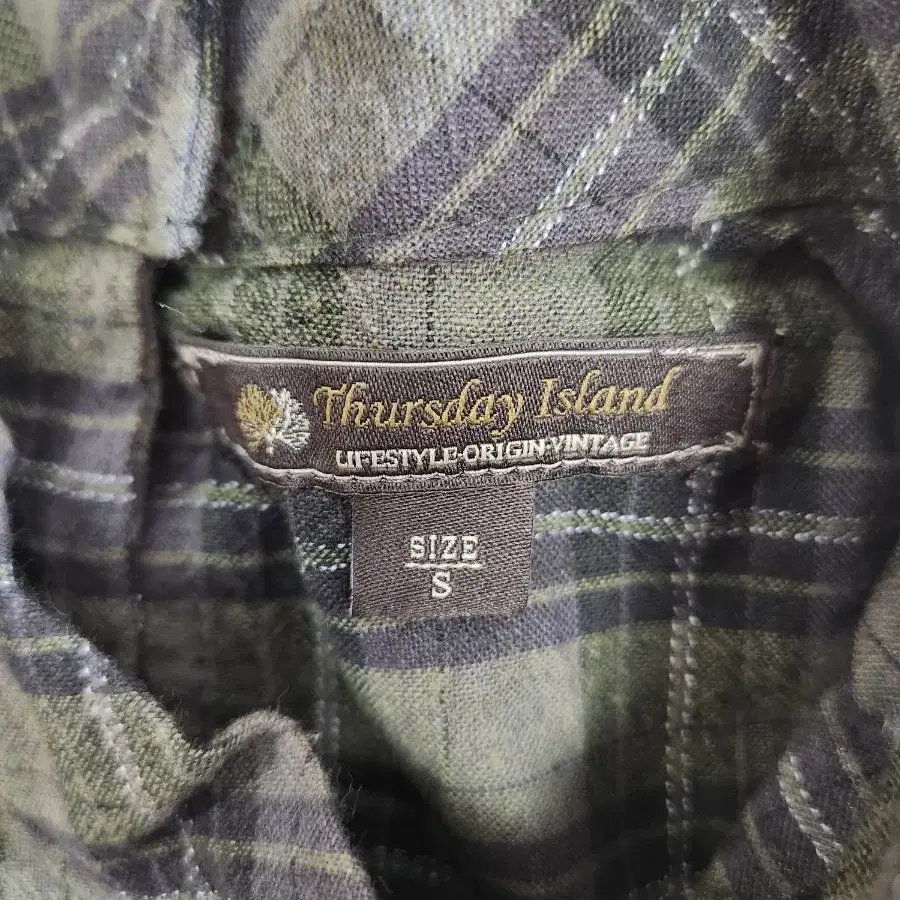 Thursday Island
LIFESTYLE·ORIGIN·VINTAGE
SIZE
S